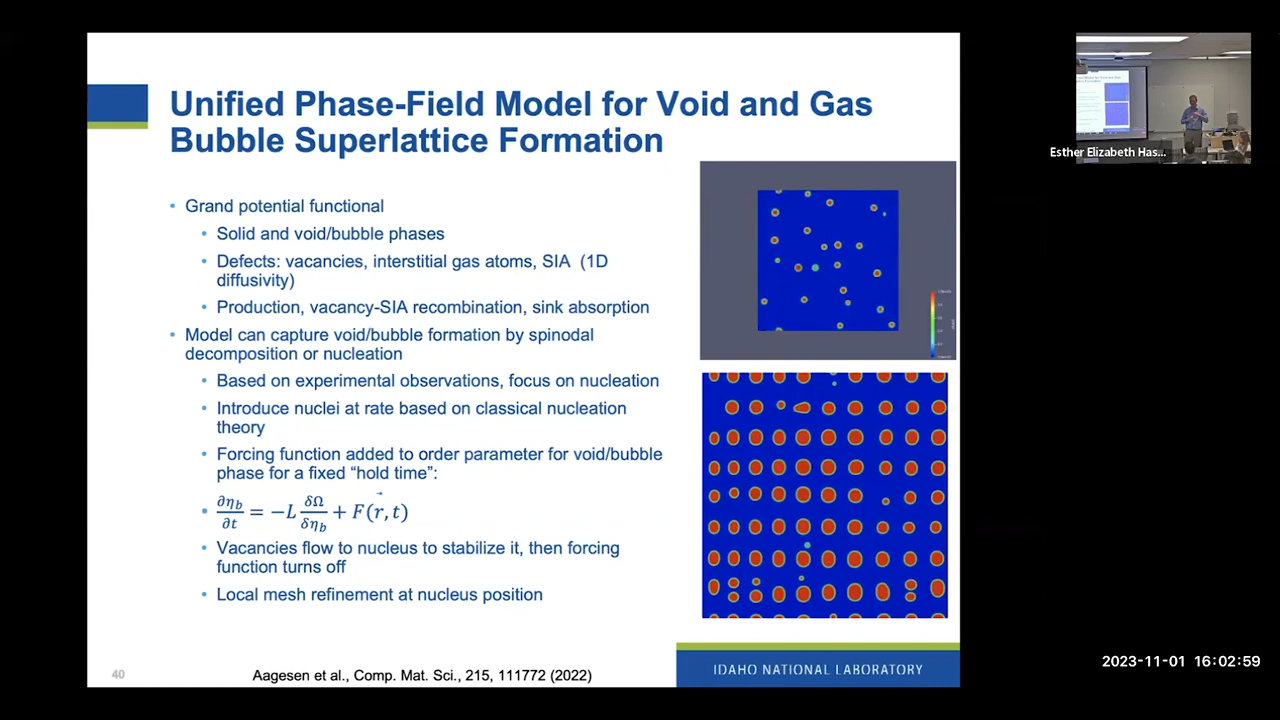 Unified Phase-Field Model for Void and Gas
Bubble Superlattice Formation
• Grand potential functional
• Solid and void/bubble phases
• Defects: vacancies, interstitial gas atoms, SIA (1D
diffusivity)
• Production, vacancy-SIA recombination, sink absorption
• Model can capture void/bubble formation by spinodal
decomposition or nucleation
• Based on experimental observations, focus on nucleation
• Introduce nuclei at rate based on classical nucleation
theory
• Forcing function added to order parameter for void/bubble
phase for a fixed “hold time”:
• ∂η_b/∂t = −L δΩ/δη_b + F(r⃗, t)
• Vacancies flow to nucleus to stabilize it, then forcing
function turns off
• Local mesh refinement at nucleus position
40
Aagesen et al., Comp. Mat. Sci., 215, 111772 (2022)
IDAHO NATIONAL LABORATORY
Esther Elizabeth Has...
2023-11-01 16:02:59